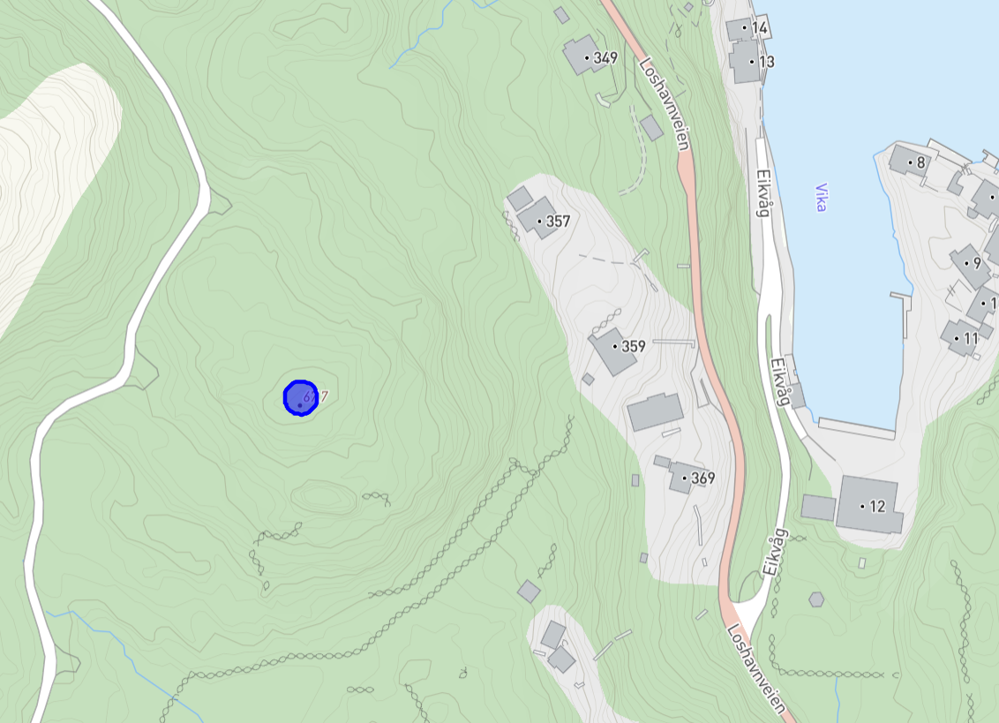 14
349
13
Loshavnveien
8
Eikvåg
Vika
357
9
359
11
Eikvåg
369
12
Eikvåg
Loshavnveien